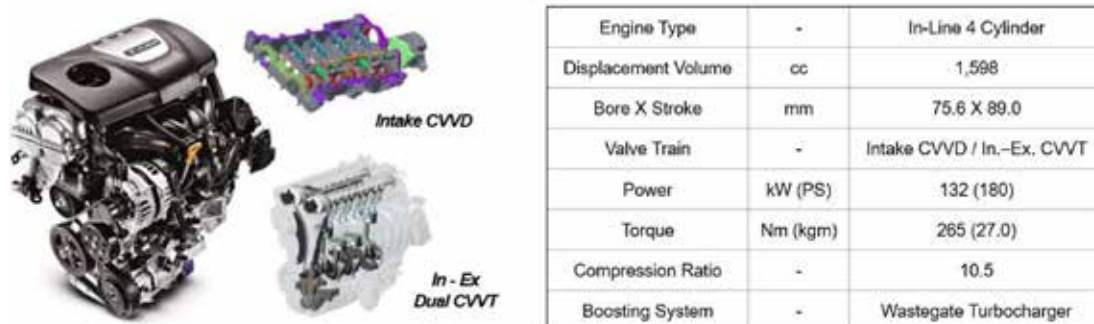 Intake CVVD
In - Ex
Dual CVVT
Engine Type - In-Line 4 Cylinder
Displacement Volume cc 1,598
Bore X Stroke mm 75.6 X 89.0
Valve Train - Intake CVVD / In.–Ex. CVVT
Power kW (PS) 132 (180)
Torque Nm (kgm) 265 (27.0)
Compression Ratio - 10.5
Boosting System - Wastegate Turbocharger